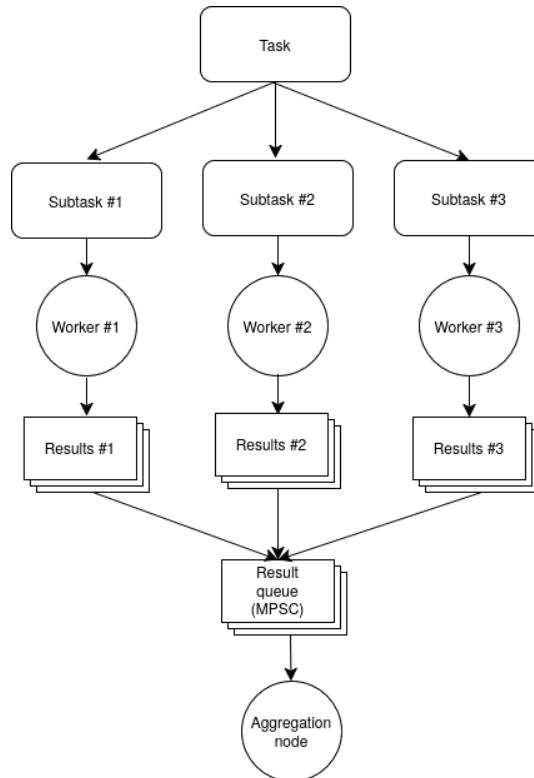 Task
Subtask #1
Subtask #2
Subtask #3
Worker #1
Worker #2
Worker #3
Results #1
Results #2
Results #3
Result
queue
(MPSC)
Aggregation
node